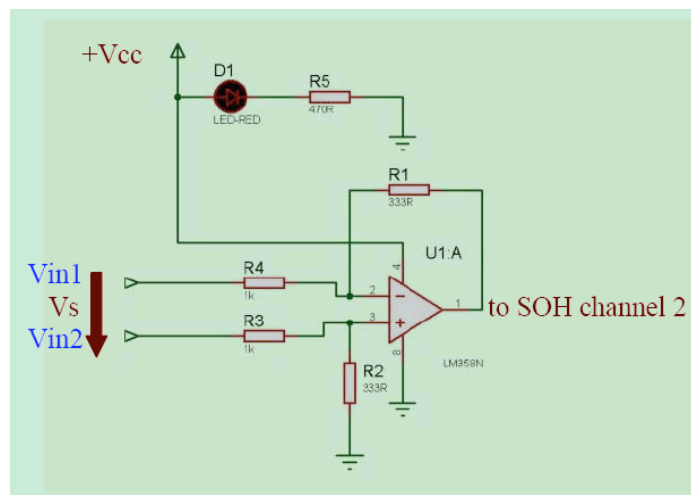 +Vcc
D1
LED-RED
R5
470R
R1
333R
U1:A
4
Vin1
Vs
Vin2
R4
1k
2
1
to SOH channel 2
R3
1k
3
8
LM358N
R2
333R